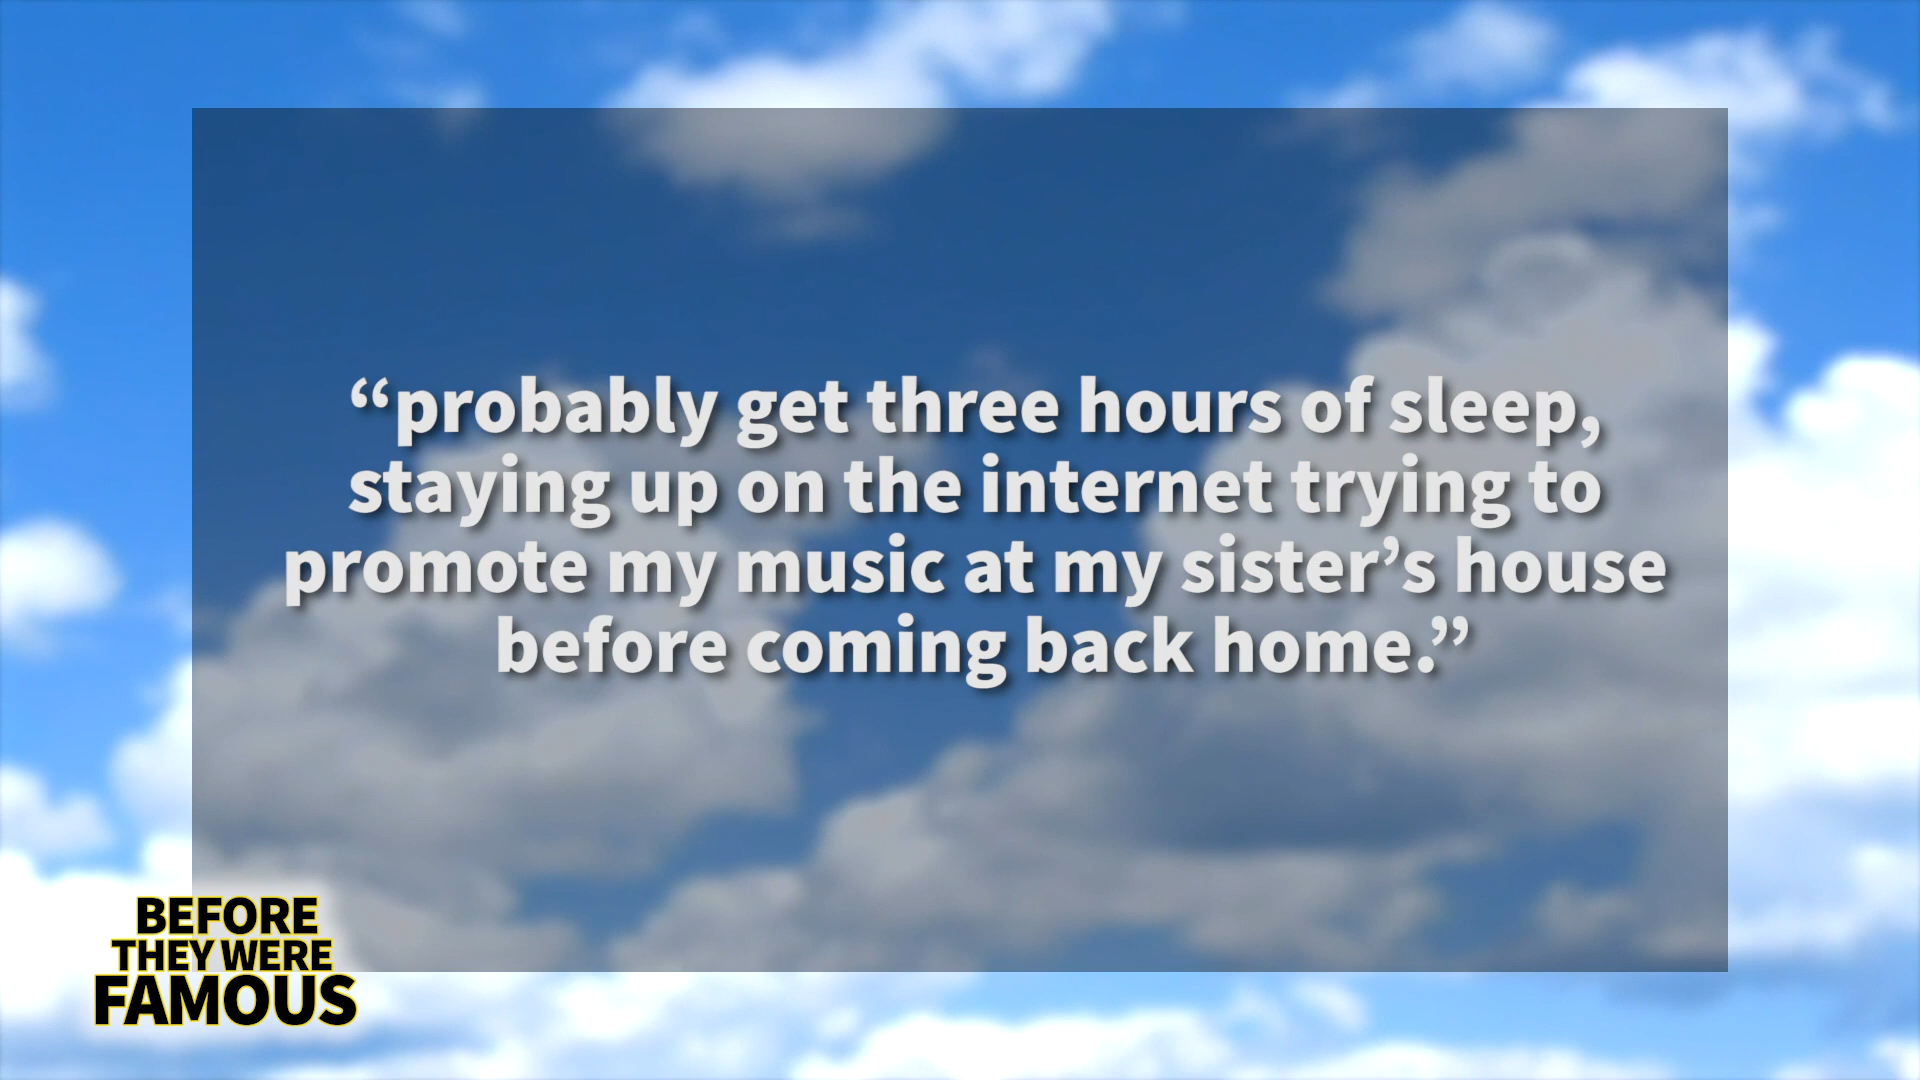 “probably get three hours of sleep,
staying up on the internet trying to
promote my music at my sister’s house
before coming back home.”
BEFORE
THEY WERE
FAMOUS